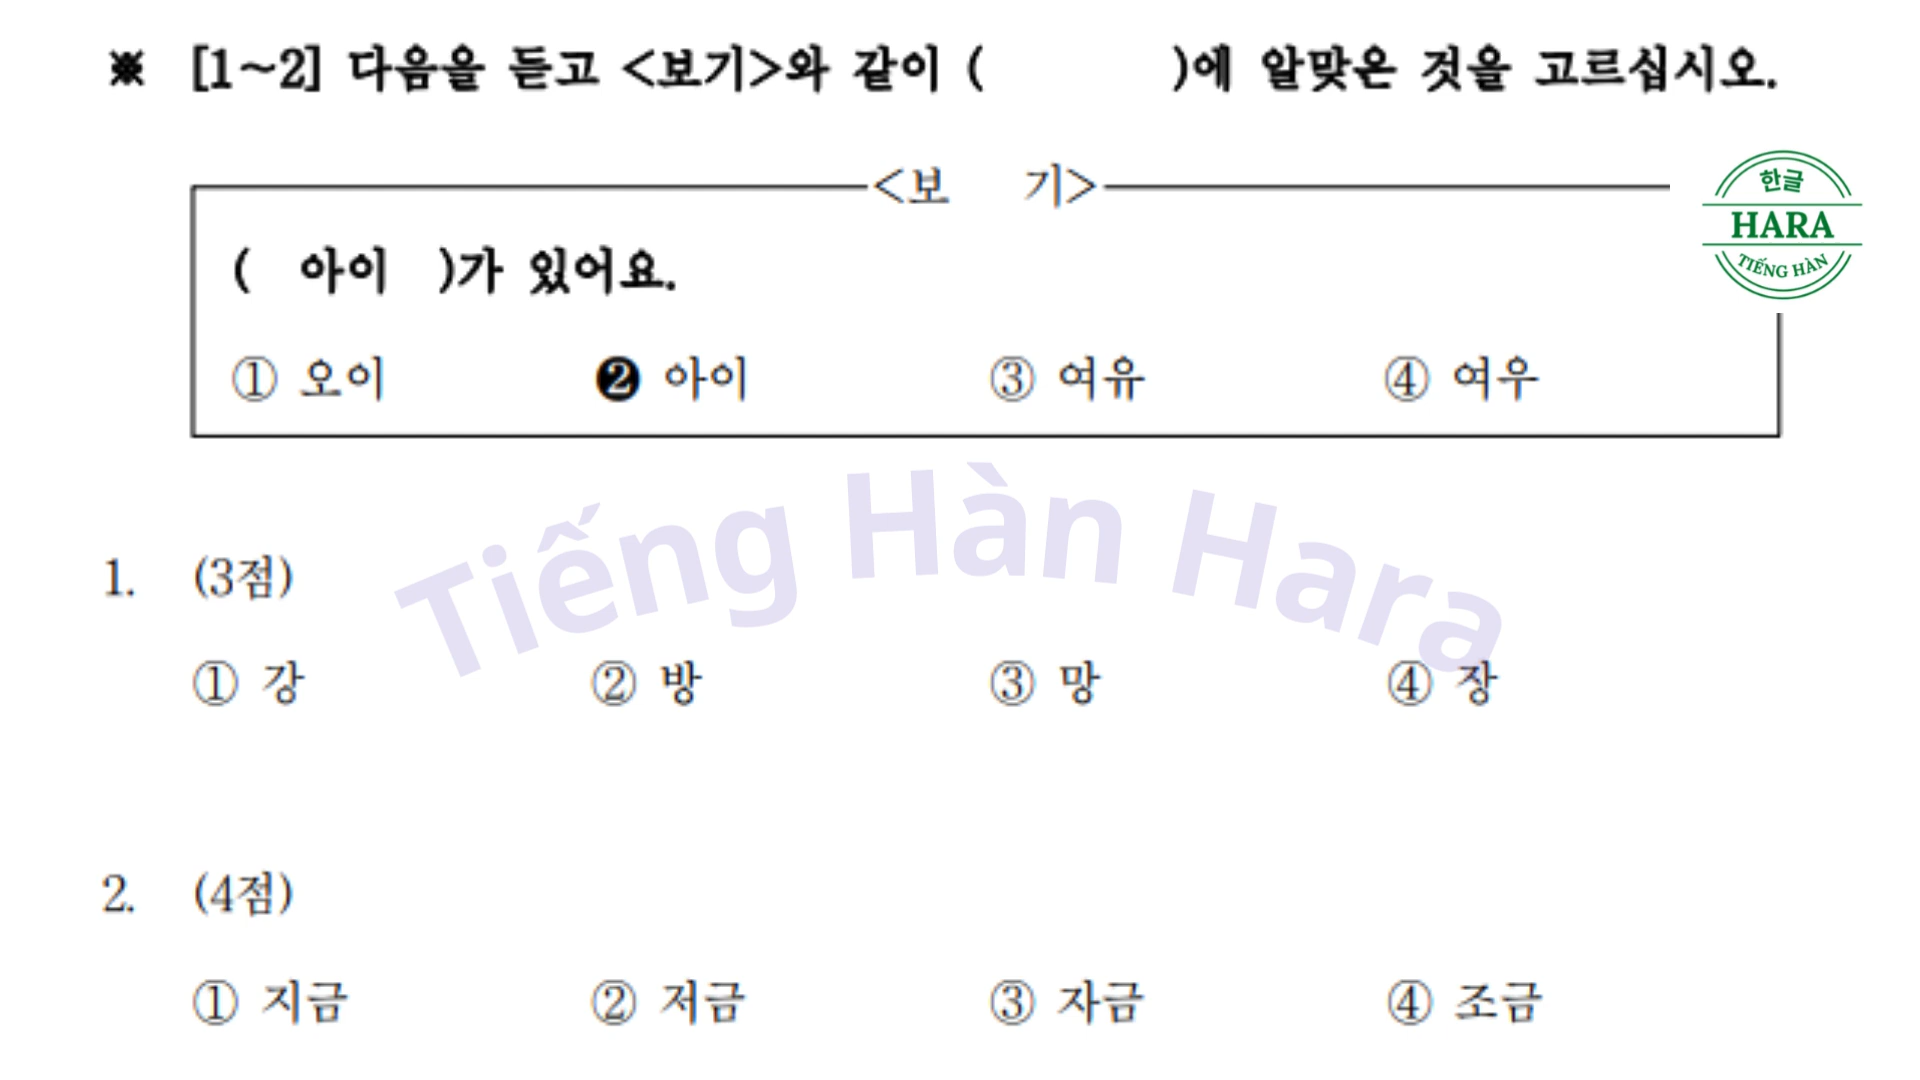 ※ [1~2] 다음을 듣고 <보기>와 같이 (          )에 알맞은 것을 고르십시오.
<보   기>
한글
HARA
TIẾNG HÀN
(  아이  )가 있어요.
① 오이 ❷ 아이 ③ 여유 ④ 여우
Tiếng Hàn Hara
1. (3점)
① 강 ② 방 ③ 망 ④ 장
2. (4점)
① 지금 ② 저금 ③ 자금 ④ 조금